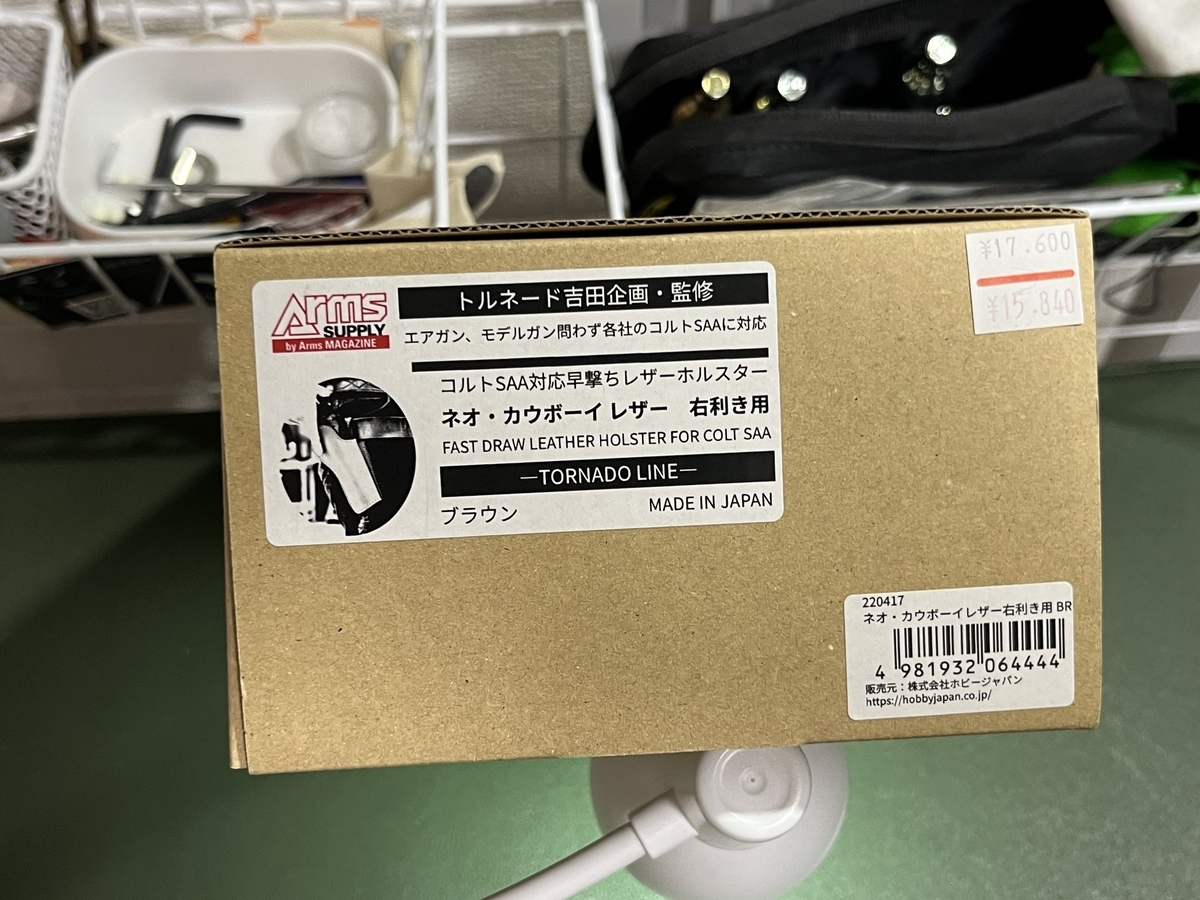 Arms
SUPPLY
by Arms MAGAZINE
トルネード吉田企画・監修
エアガン、モデルガン問わず各社のコルトSAAに対応
コルトSAA対応早撃ちレザーホルスター
ネオ・カウボーイレザー　右利き用
FAST DRAW LEATHER HOLSTER FOR COLT SAA
—TORNADO LINE—
ブラウン
MADE IN JAPAN
¥17.600
¥15.840
220417
ネオ・カウボーイレザー右利き用 BR
4 981932 064444
販売元：株式会社ホビージャパン
https://hobbyjapan.co.jp/